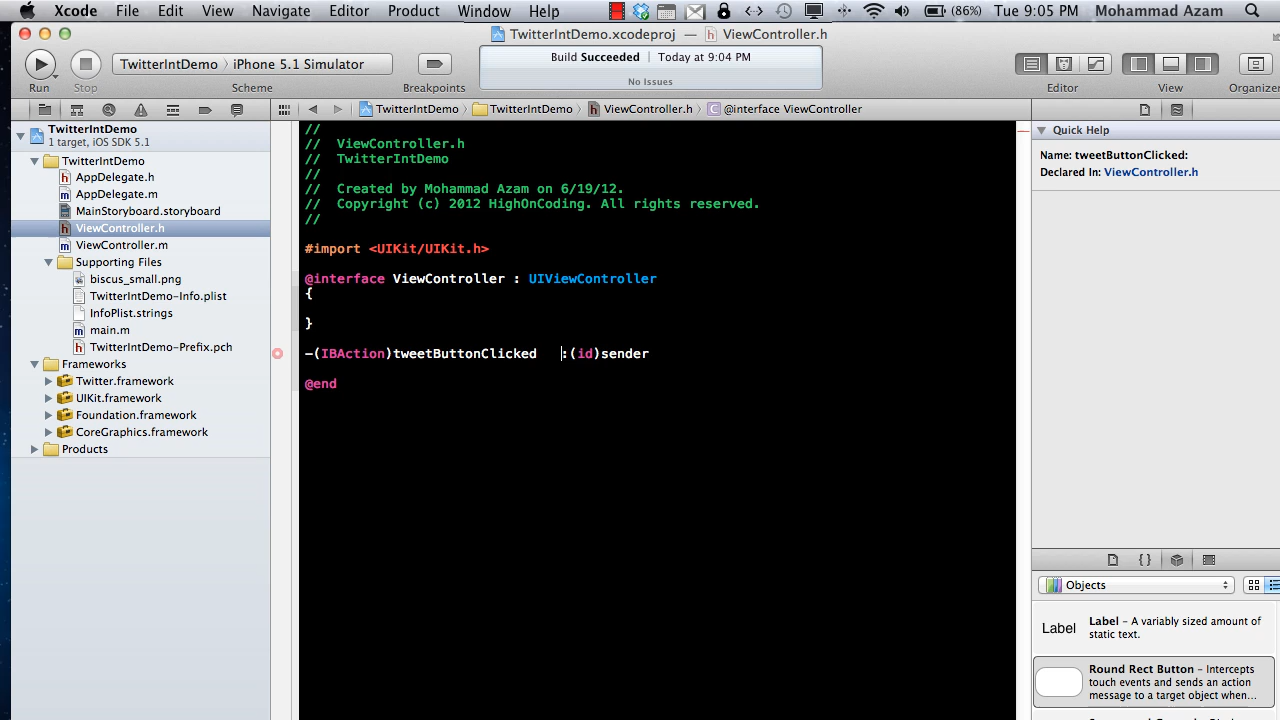 Xcode File Edit View Navigate Editor Product Window Help (86%) Tue 9:05 PM Mohammad Azam
TwitterIntDemo.xcodeproj — ViewController.h
Run Stop TwitterIntDemo › iPhone 5.1 Simulator Scheme Breakpoints
Build Succeeded Today at 9:04 PM
No Issues
Editor View Organizer
TwitterIntDemo TwitterIntDemo ViewController.h @interface ViewController
TwitterIntDemo
1 target, iOS SDK 5.1
TwitterIntDemo
AppDelegate.h
AppDelegate.m
MainStoryboard.storyboard
ViewController.h
ViewController.m
Supporting Files
biscus_small.png
TwitterIntDemo-Info.plist
InfoPlist.strings
main.m
TwitterIntDemo-Prefix.pch
Frameworks
Twitter.framework
UIKit.framework
Foundation.framework
CoreGraphics.framework
Products
//
// ViewController.h
// TwitterIntDemo
//
// Created by Mohammad Azam on 6/19/12.
// Copyright (c) 2012 HighOnCoding. All rights reserved.
//
#import <UIKit/UIKit.h>
@interface ViewController : UIViewController
{
}
-(IBAction)tweetButtonClicked :(id)sender
@end
Quick Help
Name: tweetButtonClicked:
Declared In: ViewController.h
Objects
Label
Label – A variably sized amount of
static text.
Round Rect Button – Intercepts
touch events and sends an action
message to a target object when...